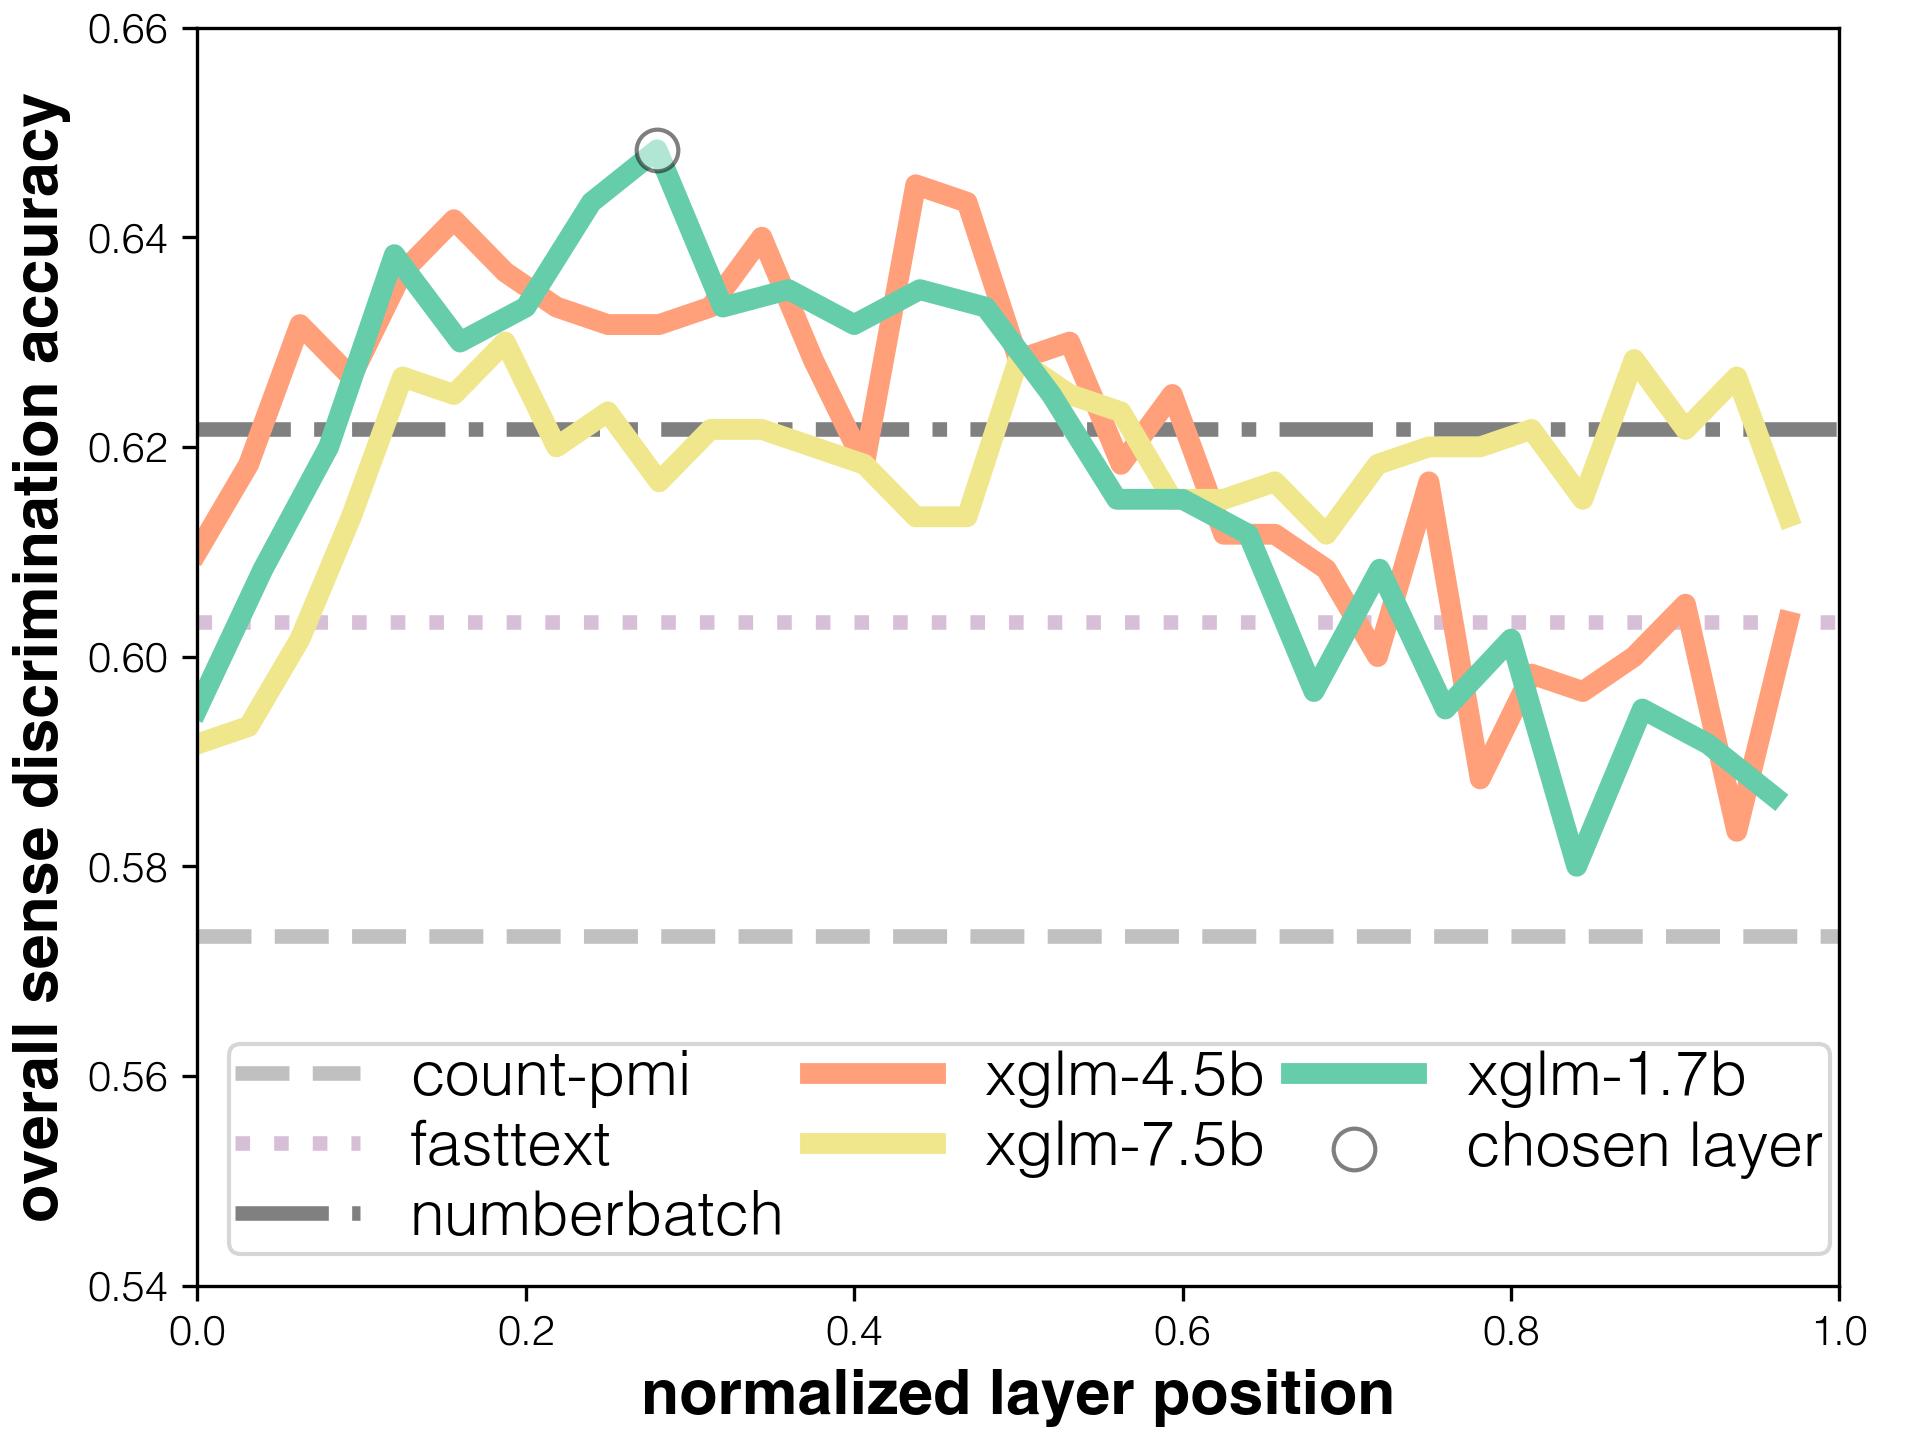 overall sense discrimination accuracy
0.66
0.64
0.62
0.60
0.58
0.56
0.54
count-pmi
fasttext
numberbatch
xglm-4.5b
xglm-7.5b
xglm-1.7b
chosen layer
0.0 0.2 0.4 0.6 0.8 1.0
normalized layer position